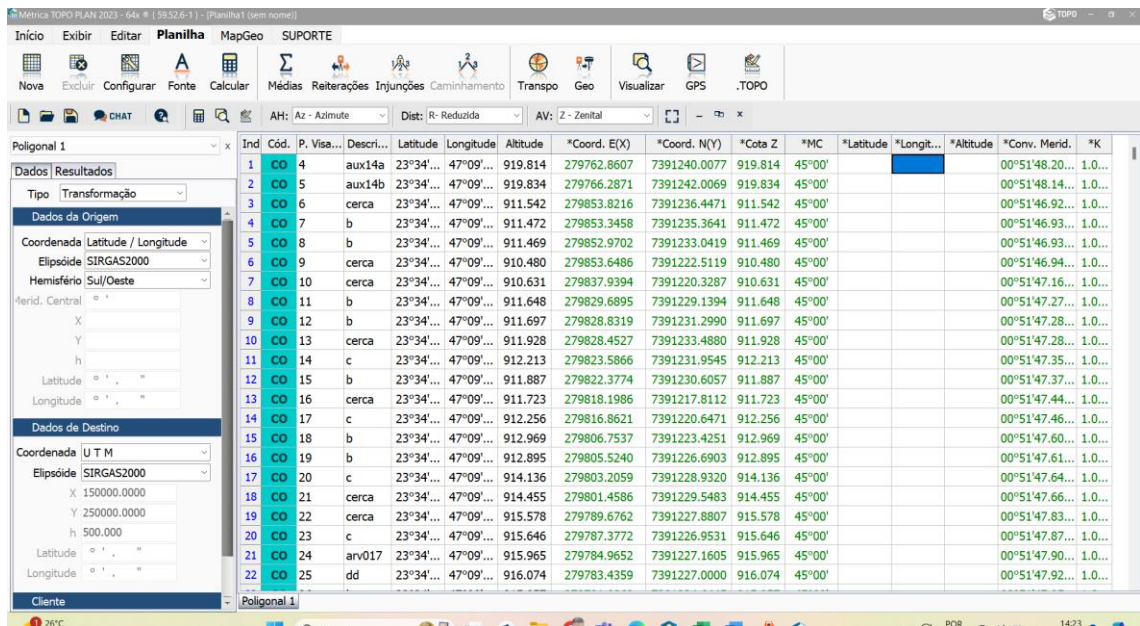 Métrica TOPO PLAN 2023 - 64x ® ( 59.52.6-1 ) - [Planilha1 (sem nome)] TOPO
Início Exibir Editar Planilha MapGeo SUPORTE
Nova Excluir Configurar Fonte Calcular Médias Reiterações Injunções Caminhamento Transpo Geo Visualizar GPS .TOPO
CHAT AH: Az - Azimute Dist: R- Reduzida AV: Z - Zenital
Poligonal 1
Dados Resultados
Tipo Transformação
Dados da Origem
Coordenada Latitude / Longitude
Elipsóide SIRGAS2000
Hemisfério Sul/Oeste
Merid. Central ° '
X
Y
h
Latitude ° ' , "
Longitude ° ' , "
Dados de Destino
Coordenada U T M
Elipsóide SIRGAS2000
X 150000.0000
Y 250000.0000
h 500.000
Latitude ° ' , "
Longitude ° ' , "
Cliente
Ind Cód. P. Visa... Descri... Latitude Longitude Altitude *Coord. E(X) *Coord. N(Y) *Cota Z *MC *Latitude *Longit... *Altitude *Conv. Merid. *K
1 CO 4 aux14a 23°34'... 47°09'... 919.814 279762.8607 7391240.0077 919.814 45°00' 00°51'48.20... 1.0...
2 CO 5 aux14b 23°34'... 47°09'... 919.834 279766.2871 7391242.0069 919.834 45°00' 00°51'48.14... 1.0...
3 CO 6 cerca 23°34'... 47°09'... 911.542 279853.8216 7391236.4471 911.542 45°00' 00°51'46.92... 1.0...
4 CO 7 b 23°34'... 47°09'... 911.472 279853.3458 7391235.3641 911.472 45°00' 00°51'46.93... 1.0...
5 CO 8 b 23°34'... 47°09'... 911.469 279852.9702 7391233.0419 911.469 45°00' 00°51'46.93... 1.0...
6 CO 9 cerca 23°34'... 47°09'... 910.480 279853.6486 7391222.5119 910.480 45°00' 00°51'46.94... 1.0...
7 CO 10 cerca 23°34'... 47°09'... 910.631 279837.9394 7391220.3287 910.631 45°00' 00°51'47.16... 1.0...
8 CO 11 b 23°34'... 47°09'... 911.648 279829.6895 7391229.1394 911.648 45°00' 00°51'47.27... 1.0...
9 CO 12 b 23°34'... 47°09'... 911.697 279828.8319 7391231.2990 911.697 45°00' 00°51'47.28... 1.0...
10 CO 13 cerca 23°34'... 47°09'... 911.928 279828.4527 7391233.4880 911.928 45°00' 00°51'47.28... 1.0...
11 CO 14 c 23°34'... 47°09'... 912.213 279823.5866 7391231.9545 912.213 45°00' 00°51'47.35... 1.0...
12 CO 15 b 23°34'... 47°09'... 911.887 279822.3774 7391230.6057 911.887 45°00' 00°51'47.37... 1.0...
13 CO 16 cerca 23°34'... 47°09'... 911.723 279818.1986 7391217.8112 911.723 45°00' 00°51'47.44... 1.0...
14 CO 17 c 23°34'... 47°09'... 912.256 279816.8621 7391220.6471 912.256 45°00' 00°51'47.46... 1.0...
15 CO 18 b 23°34'... 47°09'... 912.969 279806.7537 7391223.4251 912.969 45°00' 00°51'47.60... 1.0...
16 CO 19 b 23°34'... 47°09'... 912.895 279805.5240 7391226.6903 912.895 45°00' 00°51'47.61... 1.0...
17 CO 20 c 23°34'... 47°09'... 914.136 279803.2059 7391228.9320 914.136 45°00' 00°51'47.64... 1.0...
18 CO 21 cerca 23°34'... 47°09'... 914.455 279801.4586 7391229.5483 914.455 45°00' 00°51'47.66... 1.0...
19 CO 22 cerca 23°34'... 47°09'... 915.578 279789.6762 7391227.8807 915.578 45°00' 00°51'47.83... 1.0...
20 CO 23 c 23°34'... 47°09'... 915.646 279787.3772 7391226.9531 915.646 45°00' 00°51'47.87... 1.0...
21 CO 24 arv017 23°34'... 47°09'... 915.965 279784.9652 7391227.1605 915.965 45°00' 00°51'47.90... 1.0...
22 CO 25 dd 23°34'... 47°09'... 916.074 279783.4359 7391227.0000 916.074 45°00' 00°51'47.92... 1.0...
Poligonal 1
1 26°C POR 14:23